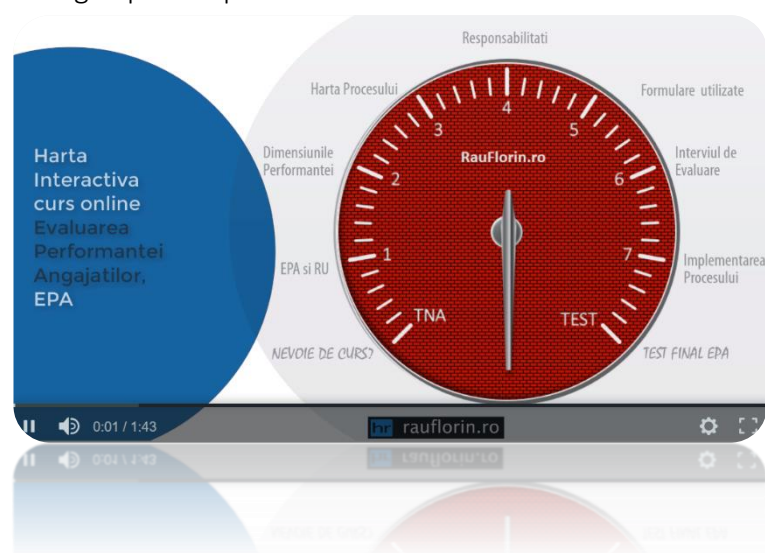 Responsabilitati
Harta Procesului
Formulare utilizate
Dimensiunile
Performantei
Interviul de
Evaluare
EPA si RU
Implementarea
Procesului
NEVOIE DE CURS?
TEST FINAL EPA
Harta
Interactiva
curs online
Evaluarea
Performantei
Angajatilor,
EPA
RauFlorin.ro
1
2
3
4
5
6
7
TNA
TEST
0:01 / 1:43
hr rauflorin.ro